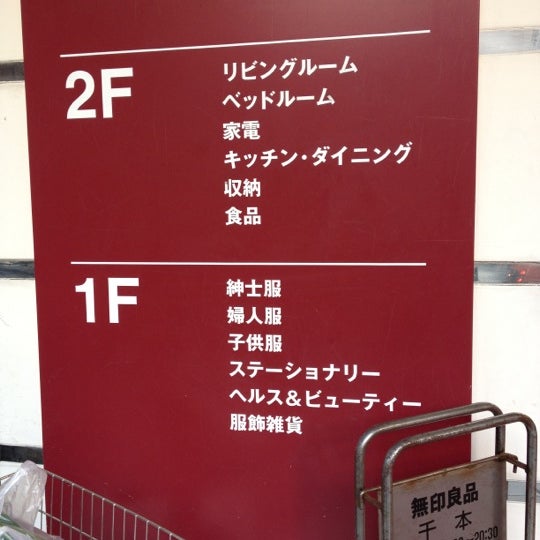 2F
リビングルーム
ベッドルーム
家電
キッチン・ダイニング
収納
食品
1F
紳士服
婦人服
子供服
ステーショナリー
ヘルス&ビューティー
服飾雑貨
無印良品
千本
20:30